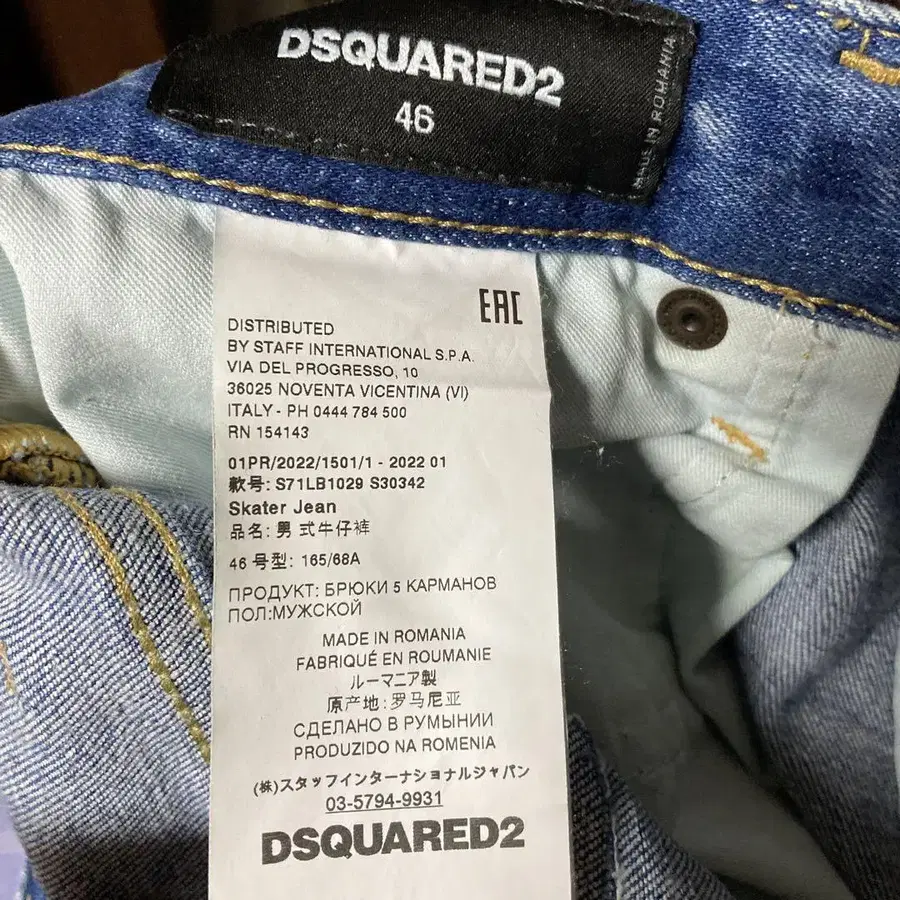 DSQUARED2
46
MADE IN ROMANIA
EAC
DISTRIBUTED
BY STAFF INTERNATIONAL S.P.A.
VIA DEL PROGRESSO, 10
36025 NOVENTA VICENTINA (VI)
ITALY - PH 0444 784 500
RN 154143
01PR/2022/1501/1 - 2022 01
款号: S71LB1029 S30342
Skater Jean
品名: 男 式牛仔裤
46 号型: 165/68A
ПРОДУКТ: БРЮКИ 5 КАРМАНОВ
ПОЛ:МУЖСКОЙ
MADE IN ROMANIA
FABRIQUÉ EN ROUMANIE
ルーマニア製
原产地:罗马尼亚
СДЕЛАНО В РУМЫНИИ
PRODUZIDO NA ROMENIA
(株)スタッフインターナショナルジャパン
03-5794-9931
DSQUARED2